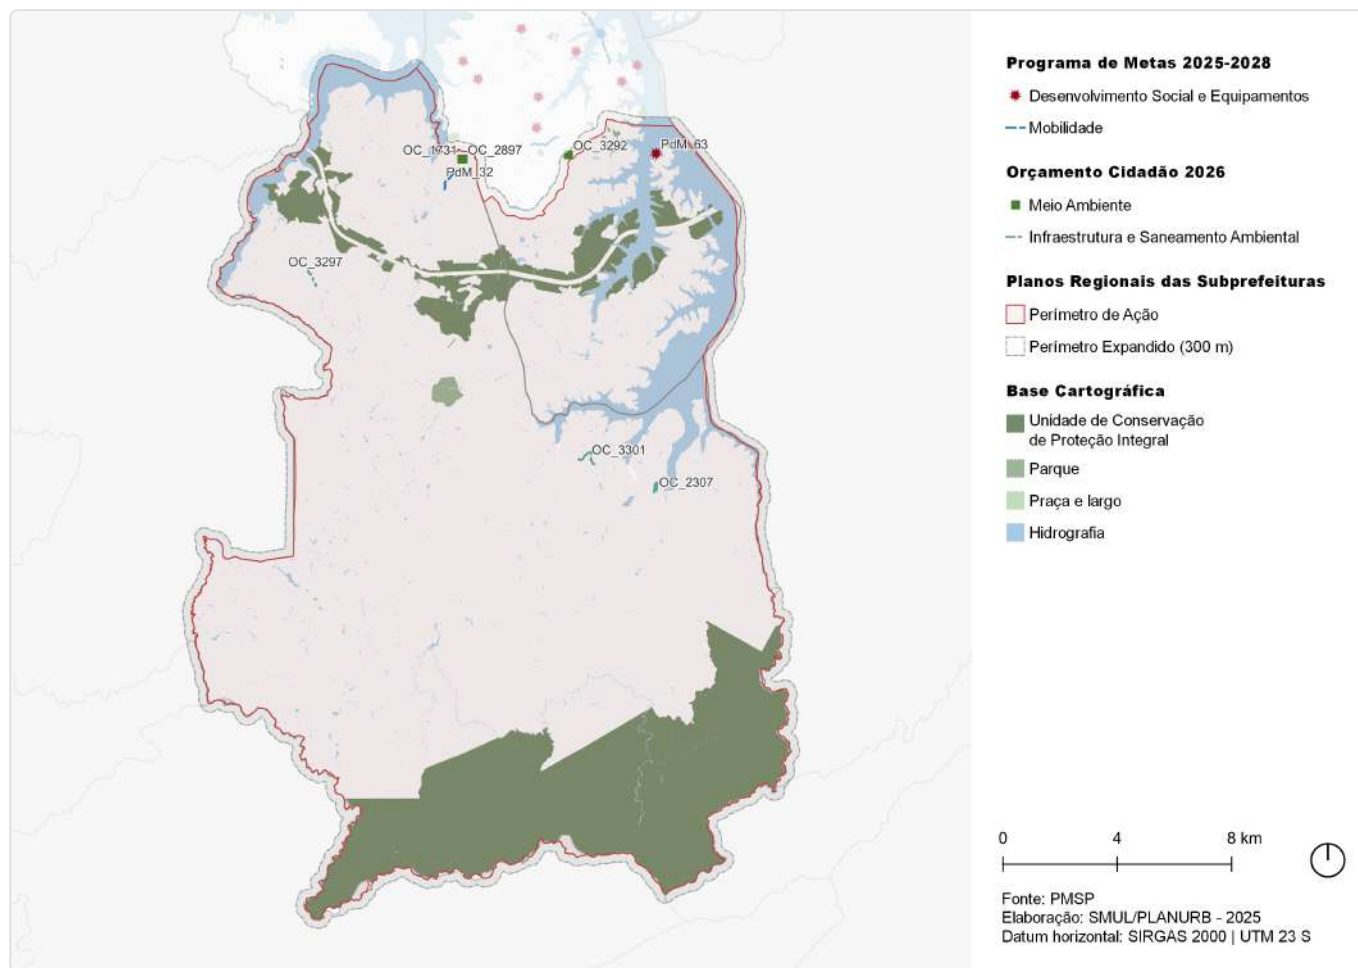 OC_1731
OC_2897
PdM_32
OC_3292
PdM_63
OC_3297
OC_3301
OC_2307
Programa de Metas 2025-2028
Desenvolvimento Social e Equipamentos
Mobilidade
Orçamento Cidadão 2026
Meio Ambiente
Infraestrutura e Saneamento Ambiental
Planos Regionais das Subprefeituras
Perímetro de Ação
Perímetro Expandido (300 m)
Base Cartográfica
Unidade de Conservação
de Proteção Integral
Parque
Praça e largo
Hidrografia
0 4 8 km
Fonte: PMSP
Elaboração: SMUL/PLANURB - 2025
Datum horizontal: SIRGAS 2000 | UTM 23 S